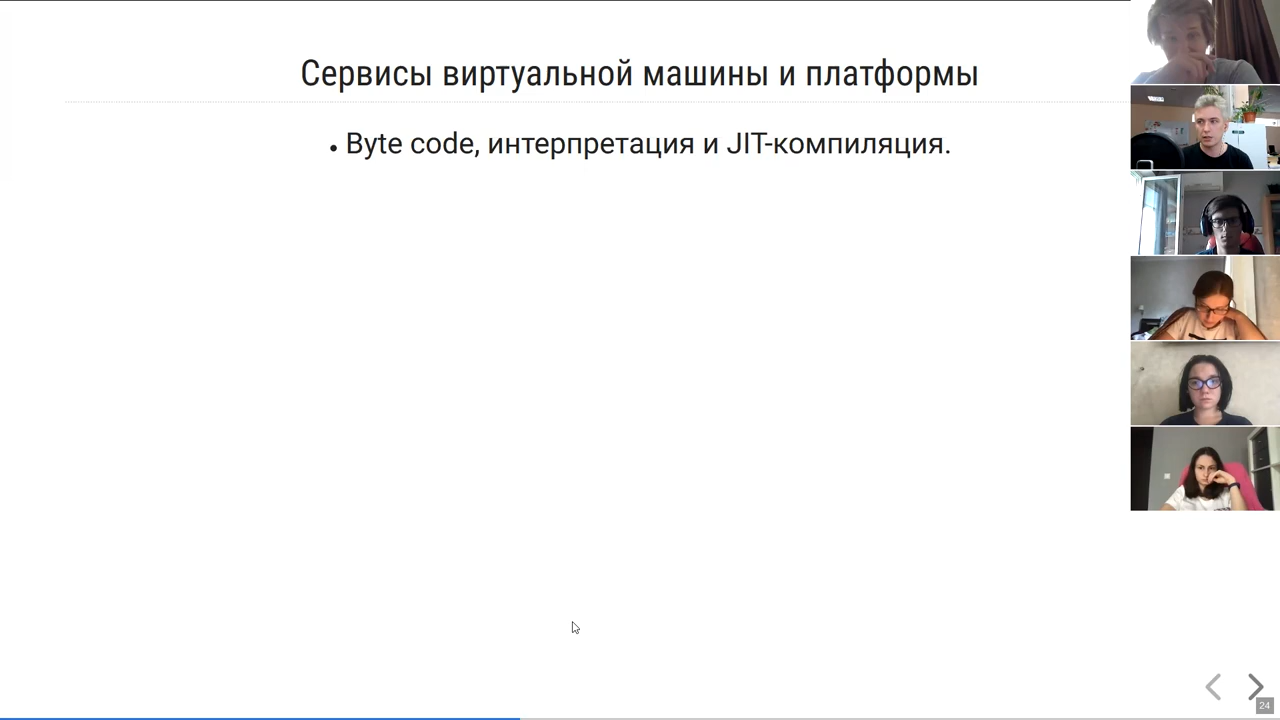 Сервисы виртуальной машины и платформы
• Byte code, интерпретация и JIT-компиляция.
24